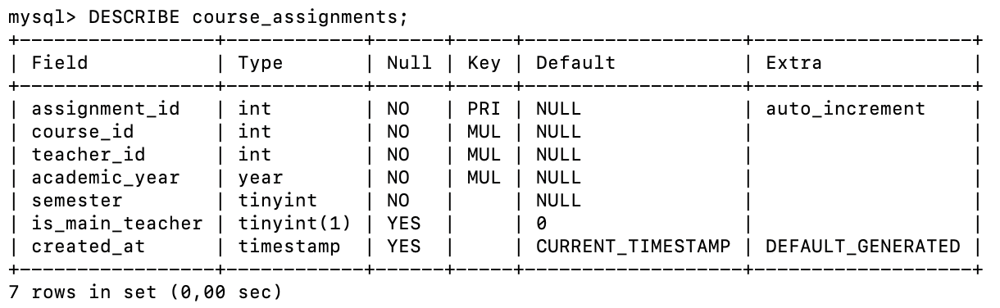 mysql> DESCRIBE course_assignments;
+-----------------+------------+------+-----+-------------------+-------------------+
| Field           | Type       | Null | Key | Default           | Extra             |
+-----------------+------------+------+-----+-------------------+-------------------+
| assignment_id   | int        | NO   | PRI | NULL              | auto_increment    |
| course_id       | int        | NO   | MUL | NULL              |                   |
| teacher_id      | int        | NO   | MUL | NULL              |                   |
| academic_year   | year       | NO   | MUL | NULL              |                   |
| semester        | tinyint    | NO   |     | NULL              |                   |
| is_main_teacher | tinyint(1) | YES  |     | 0                 |                   |
| created_at      | timestamp  | YES  |     | CURRENT_TIMESTAMP | DEFAULT_GENERATED |
+-----------------+------------+------+-----+-------------------+-------------------+
7 rows in set (0,00 sec)